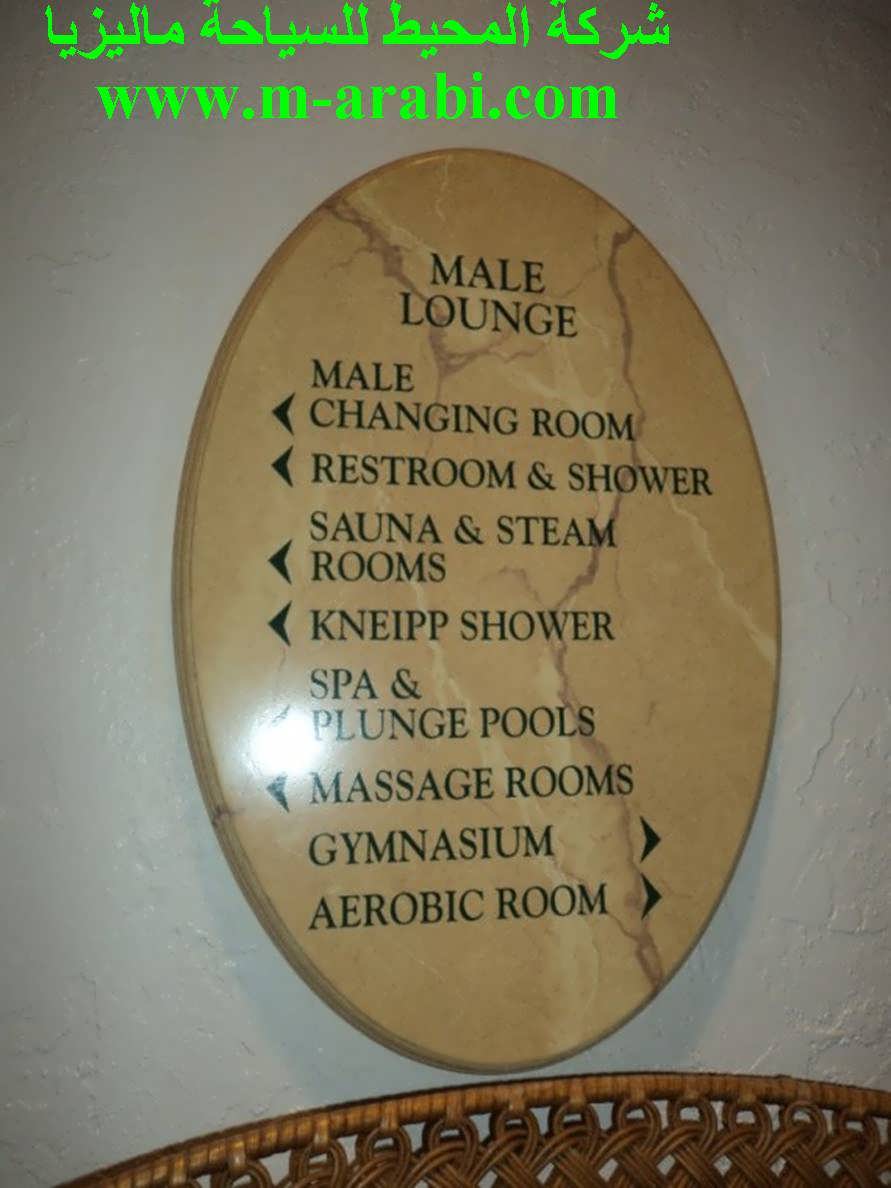 شركة المحيط للسياحة ماليزيا
www.m-arabi.com
MALE
LOUNGE
MALE
CHANGING ROOM
RESTROOM & SHOWER
SAUNA & STEAM
ROOMS
KNEIPP SHOWER
SPA &
PLUNGE POOLS
MASSAGE ROOMS
GYMNASIUM
AEROBIC ROOM